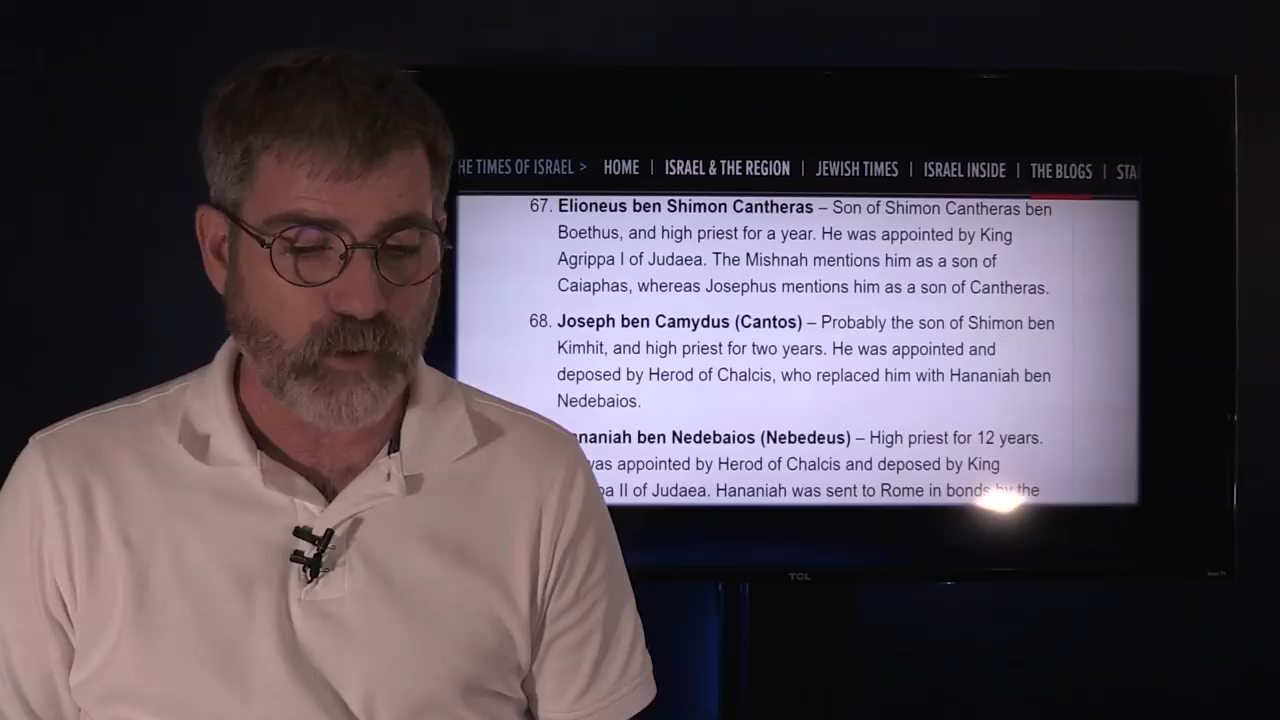 HE TIMES OF ISRAEL > HOME | ISRAEL & THE REGION | JEWISH TIMES | ISRAEL INSIDE | THE BLOGS | STA
67. Elioneus ben Shimon Cantheras – Son of Shimon Cantheras ben
Boethus, and high priest for a year. He was appointed by King
Agrippa I of Judaea. The Mishnah mentions him as a son of
Caiaphas, whereas Josephus mentions him as a son of Cantheras.
68. Joseph ben Camydus (Cantos) – Probably the son of Shimon ben
Kimhit, and high priest for two years. He was appointed and
deposed by Herod of Chalcis, who replaced him with Hananiah ben
Nedebaios.
naniah ben Nedebaios (Nebedeus) – High priest for 12 years.
was appointed by Herod of Chalcis and deposed by King
pa II of Judaea. Hananiah was sent to Rome in bonds by the
TCL